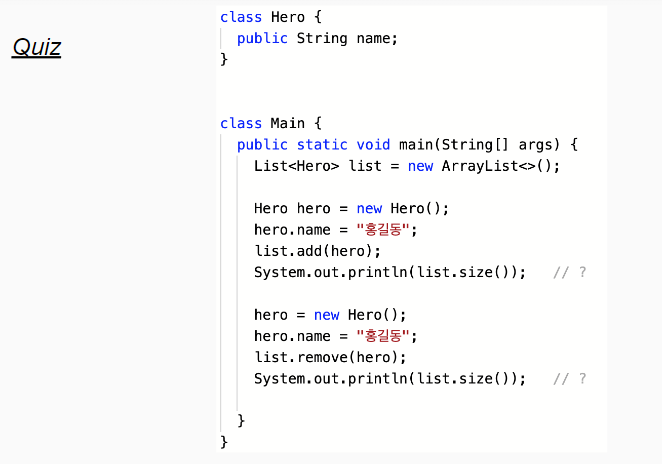 Quiz
class Hero {
  public String name;
}
class Main {
  public static void main(String[] args) {
    List<Hero> list = new ArrayList<>();
    Hero hero = new Hero();
    hero.name = "홍길동";
    list.add(hero);
    System.out.println(list.size());   // ?
    hero = new Hero();
    hero.name = "홍길동";
    list.remove(hero);
    System.out.println(list.size());   // ?
  }
}